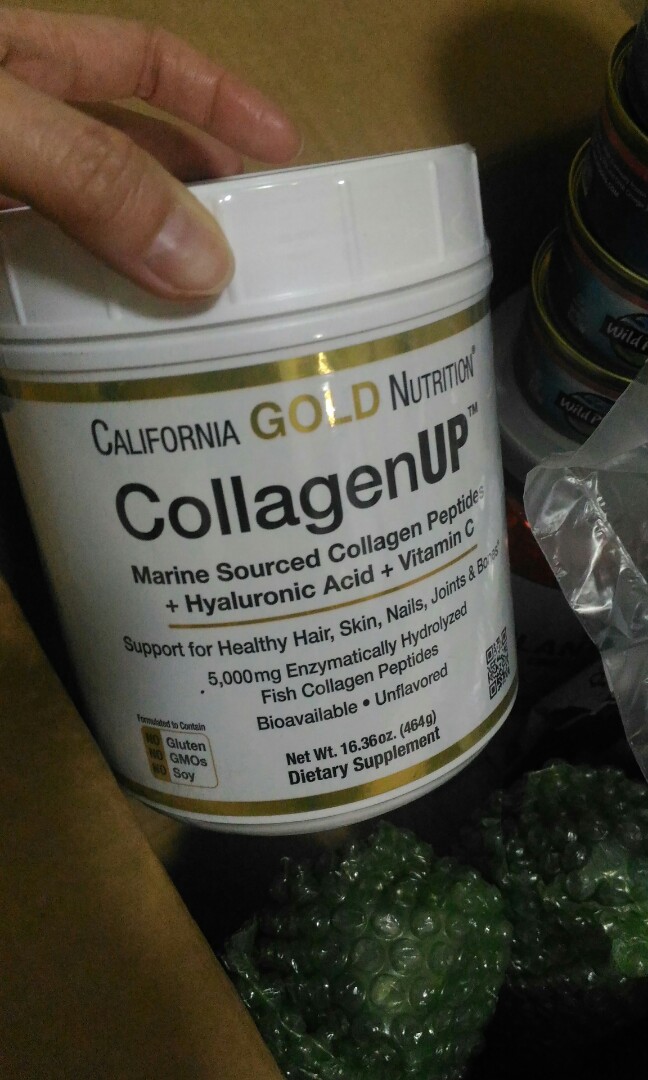 CALIFORNIA GOLD NUTRITION®
CollagenUP™
Marine Sourced Collagen Peptides
+ Hyaluronic Acid + Vitamin C
Support for Healthy Hair, Skin, Nails, Joints & Bones*
5,000mg Enzymatically Hydrolyzed
Fish Collagen Peptides
Bioavailable • Unflavored
Formulated to Contain
NO Gluten
NO GMOs
NO Soy
Net Wt. 16.36oz. (464g)
Dietary Supplement
Wild
Wild